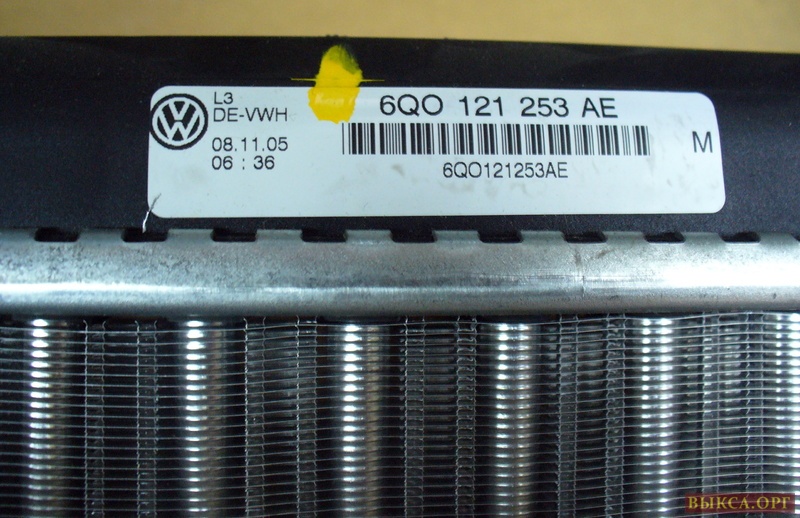 L3
DE-VWH
08.11.05
06 : 36
6QO 121 253 AE
6QO121253AE
M
ВЫКСА.ОРГ